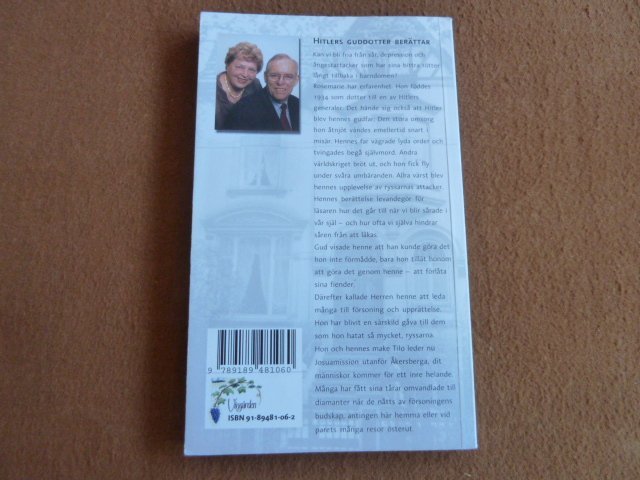 HITLERS GUDDOTTER BERÄTTAR
Kan vi bli fria från sår, depression och
ångestattacker som har sina bittra rötter
långt tillbaka i barndomen?
Rosemarie har erfarenhet. Hon föddes
1934 som dotter till en av Hitlers
generaler. Det hände sig också att Hitler
blev hennes gudfar. Den stora omsorg
hon åtnjöt vändes emellertid snart i
misär. Hennes far vägrade lyda order och
tvingades begå självmord. Andra
världskriget bröt ut, och hon fick fly
under svåra umbäranden. Allra värst blev
hennes upplevelse av ryssarnas attacker.
Hennes berättelse levandegör för
läsaren hur det går till när vi blir sårade i
vår själ – och hur ofta vi själva hindrar
såren från att läkas.
Gud visade henne att han kunde göra det
hon inte förmådde, bara hon tillät honom
att göra det genom henne – att förlåta
sina fiender.
Därefter kallade Herren henne att leda
många till försoning och upprättelse.
Hon har blivit en särskild gåva till dem
som hon hatat så mycket, ryssarna.
Hon och hennes make Tilo leder nu
Josuamission utanför Åkersberga, dit
människor kommer för ett inre helande.
Många har fått sina tårar omvandlade till
diamanter när de nåtts av försoningens
budskap, antingen här hemma eller vid
parets många resor österut.
9 789189 481060
Vingården
ISBN 91-89481-06-2